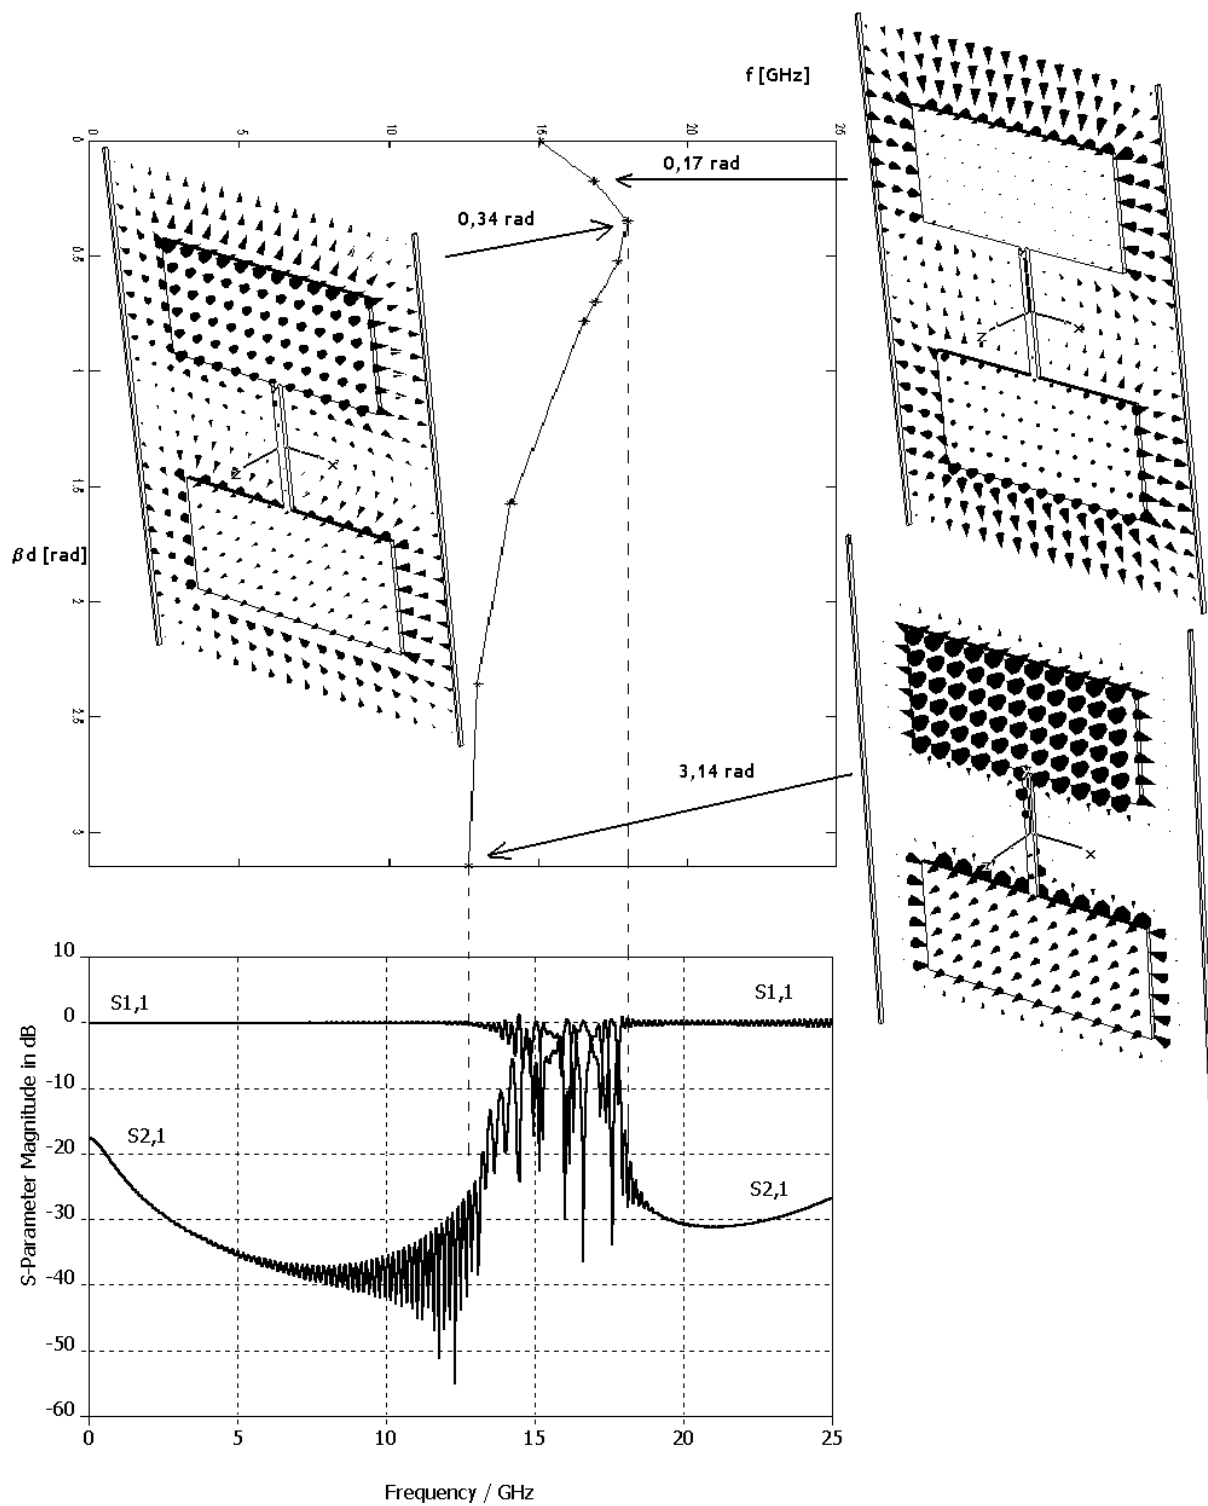 f [GHz]
0 5 10 15 20 25
0
0,17 rad
0,34 rad
0.5
z x
1
z x
1.5
βd [rad]
2
2.5
3,14 rad
3
z x
10
S1,1 S1,1
0
-10
S2,1
-20
S2,1
-30
-40
-50
-60
S-Parameter Magnitude in dB
0 5 10 15 20 25
Frequency / GHz